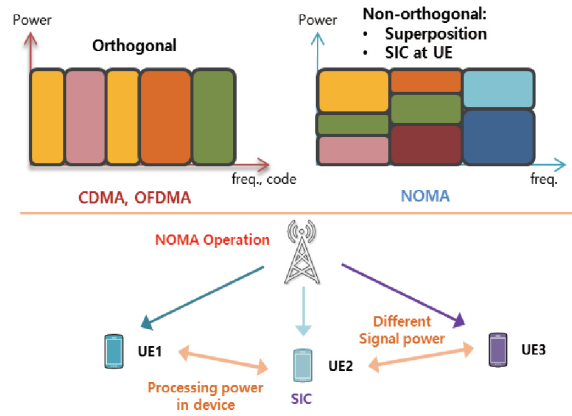 Power
Orthogonal
freq., code
CDMA, OFDMA
Power
Non-orthogonal:
• Superposition
• SIC at UE
freq.
NOMA
NOMA Operation
UE1
UE2
UE3
Different
Signal power
Processing power
in device
SIC